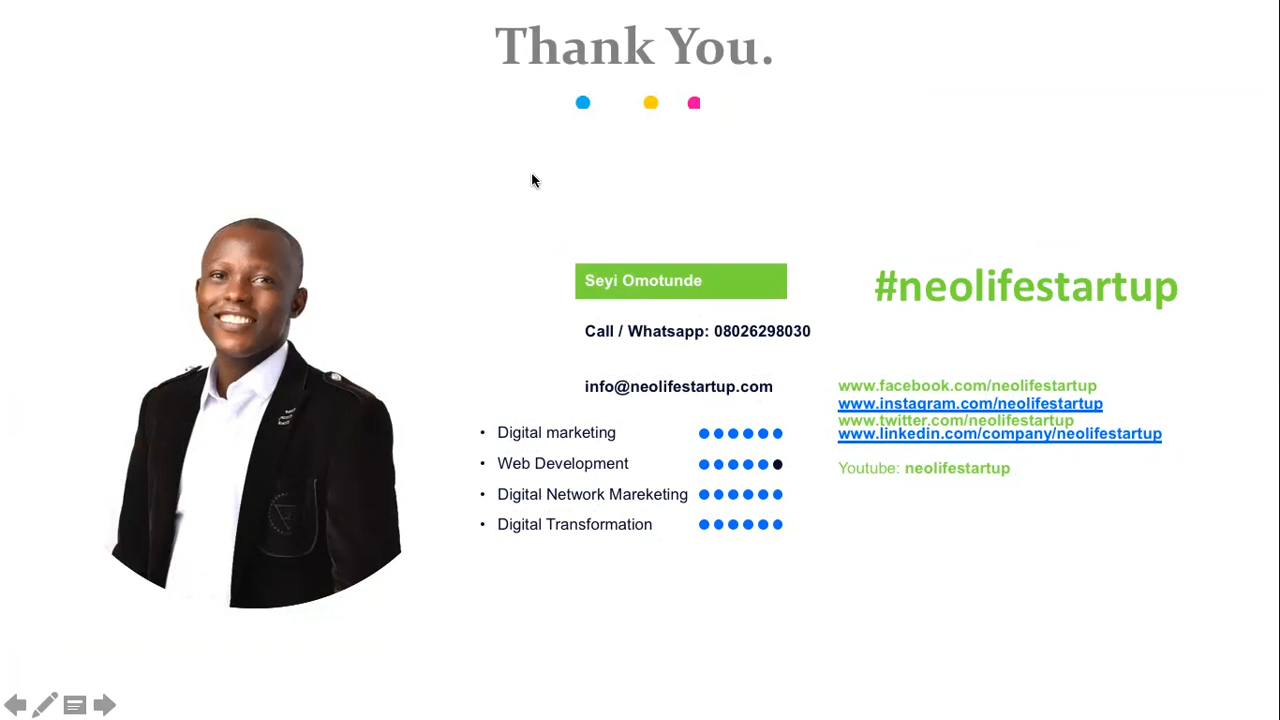 Thank You.
Seyi Omotunde
#neolifestartup
Call / Whatsapp: 08026298030
info@neolifestartup.com
• Digital marketing
• Web Development
• Digital Network Mareketing
• Digital Transformation
www.facebook.com/neolifestartup
www.instagram.com/neolifestartup
www.twitter.com/neolifestartup
www.linkedin.com/company/neolifestartup
Youtube: neolifestartup